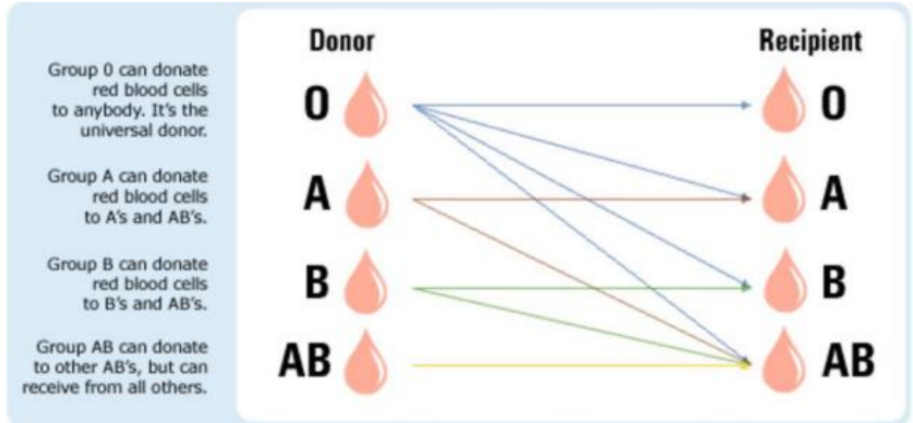 Donor
Recipient
Group 0 can donate
red blood cells
to anybody. It's the
universal donor.
O
O
Group A can donate
red blood cells
to A's and AB's.
A
A
Group B can donate
red blood cells
to B's and AB's.
B
B
Group AB can donate
to other AB's, but can
receive from all others.
AB
AB